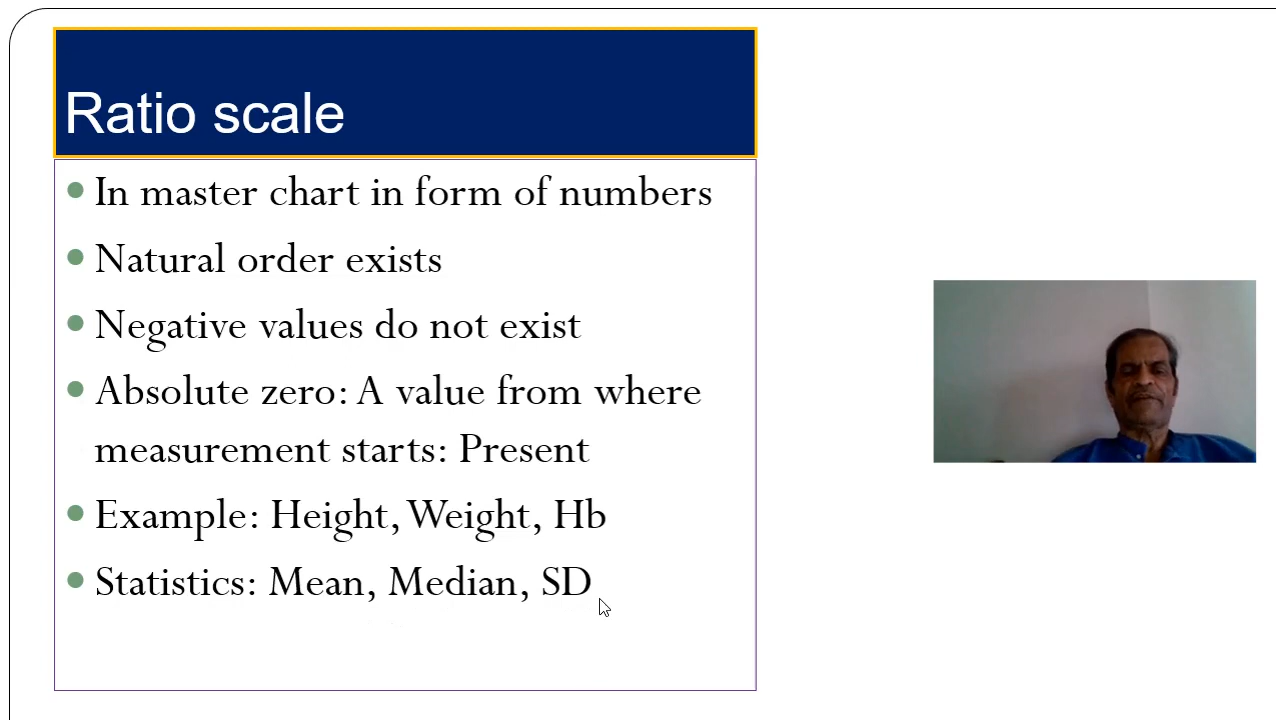 Ratio scale
In master chart in form of numbers
Natural order exists
Negative values do not exist
Absolute zero: A value from where
measurement starts: Present
Example: Height, Weight, Hb
Statistics: Mean, Median, SD